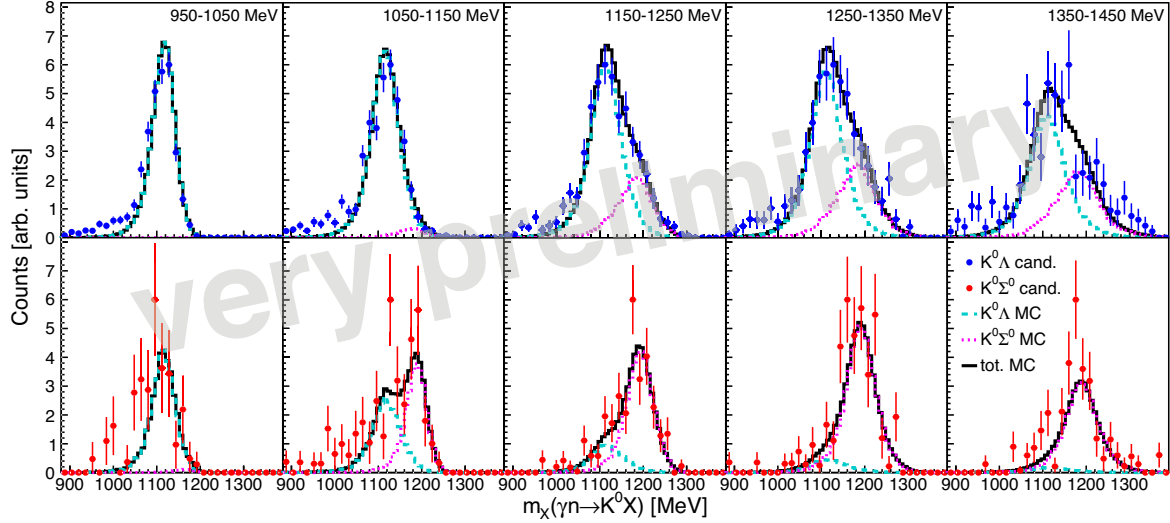 950-1050 MeV
1050-1150 MeV
1150-1250 MeV
1250-1350 MeV
1350-1450 MeV
8
7
6
5
4
3
2
1
0
Counts [arb. units]
very preliminary
7
6
5
4
3
2
1
0
K⁰Λ cand.
K⁰Σ⁰ cand.
K⁰Λ MC
K⁰Σ⁰ MC
tot. MC
900 1000 1100 1200 1300
900 1000 1100 1200 1300
900 1000 1100 1200 1300
900 1000 1100 1200 1300
900 1000 1100 1200 1300
m_X(γn→K⁰X) [MeV]